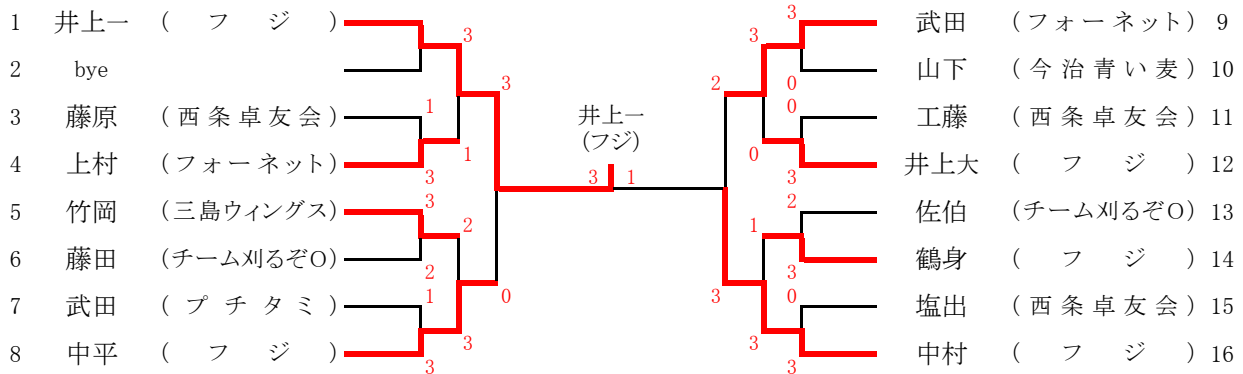 1 井上一 ( フ ジ ) 3 3 武田 (フォーネット) 9
2 bye 3 2 0 山下 (今治青い麦) 10
3 藤原 (西条卓友会) 1 井上一 0 工藤 (西条卓友会) 11
(フジ)
4 上村 (フォーネット) 3 1 3 1 0 3 井上大 ( フ ジ ) 12
5 竹岡 (三島ウィングス) 3 2 1 2 佐伯 (チーム刈るぞO) 13
6 藤田 (チーム刈るぞO) 2 3 鶴身 ( フ ジ ) 14
7 武田 (プチタミ) 1 0 3 0 塩出 (西条卓友会) 15
8 中平 ( フ ジ ) 3 3 3 3 中村 ( フ ジ ) 16